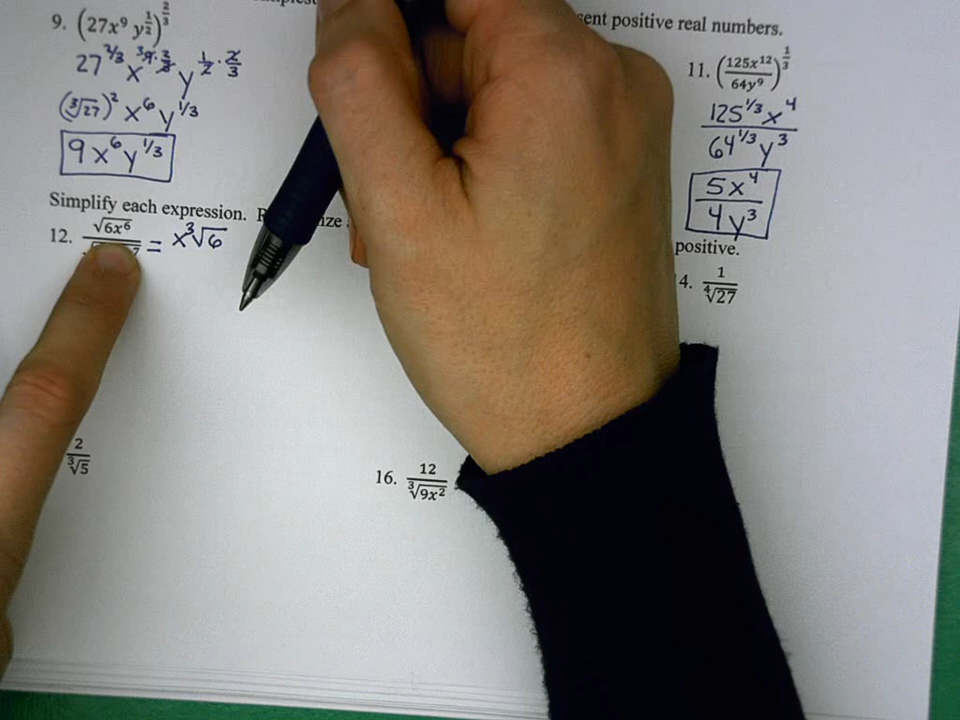 sent positive real numbers.
9. (27x⁹ y^(1/2))^(2/3)
27^(2/3) x^(9·2/3) y^(1/2 · 2/3)
(∛27)² x⁶ y^(1/3)
9x⁶y^(1/3)
11. (125x¹²/64y⁹)^(1/3)
125^(1/3) x⁴ / 64^(1/3) y³
5x⁴ / 4y³
Simplify each expression.
positive.
12. √6x⁶ = x³√6
4. 1/⁴√27
2/∛5
16. 12/∛9x²